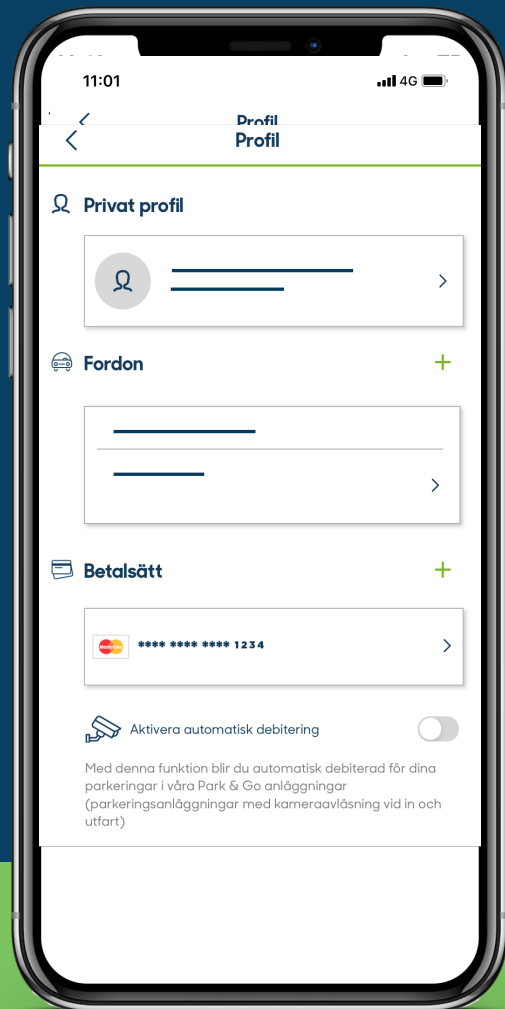 11:01
4G
Profil
Profil
Privat profil
Fordon
Betalsätt
MasterCard
**** **** **** 1234
Aktivera automatisk debitering
Med denna funktion blir du automatisk debiterad för dina
parkeringar i våra Park & Go anläggningar
(parkeringsanläggningar med kameraavläsning vid in och
utfart)